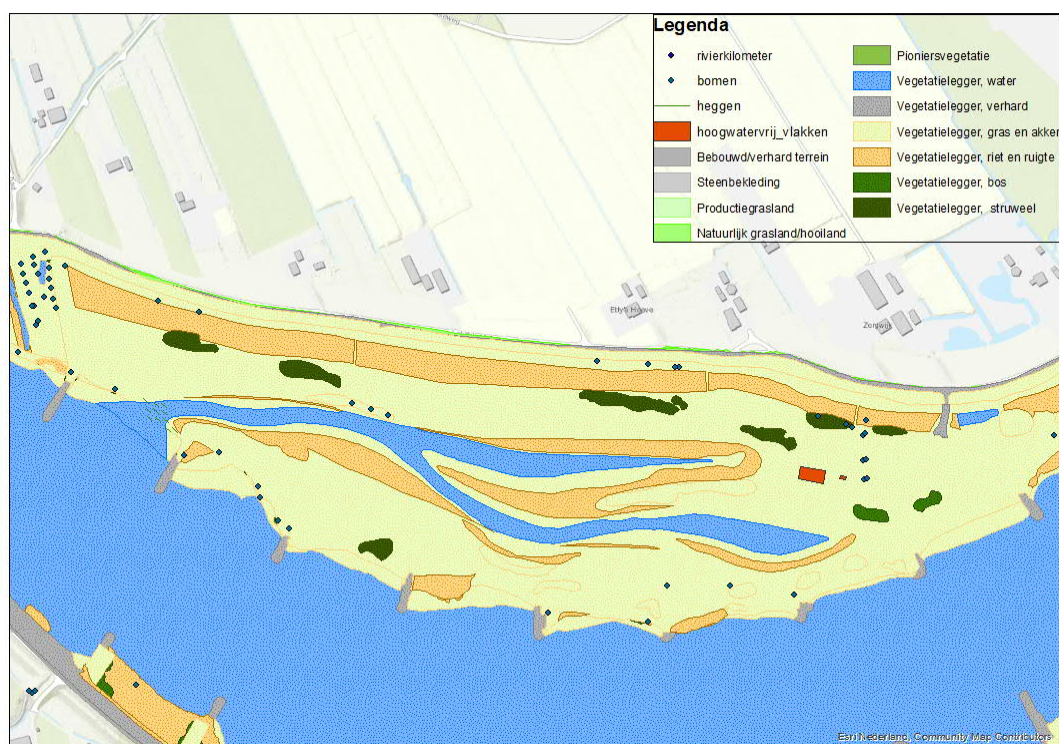 Legenda
rivierkilometer
bomen
heggen
hoogwatervrij_vlakken
Bebouwd/verhard terrein
Steenbekleding
Productiegrasland
Natuurlijk grasland/hooiland
Pioniersvegetatie
Vegetatielegger, water
Vegetatielegger, verhard
Vegetatielegger, gras en akker
Vegetatielegger, riet en ruigte
Vegetatielegger, bos
Vegetatielegger, struweel
Zorgwijk
Esri Nederland, Community Map Contributors